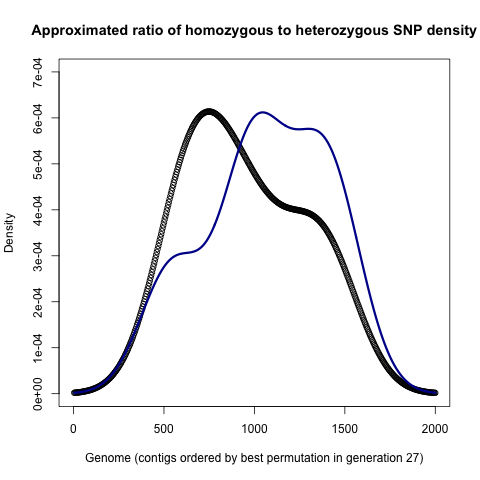 Approximated ratio of homozygous to heterozygous SNP density
7e-04
6e-04
5e-04
4e-04
3e-04
2e-04
1e-04
0e+00
Density
0 500 1000 1500 2000
Genome (contigs ordered by best permutation in generation 27)